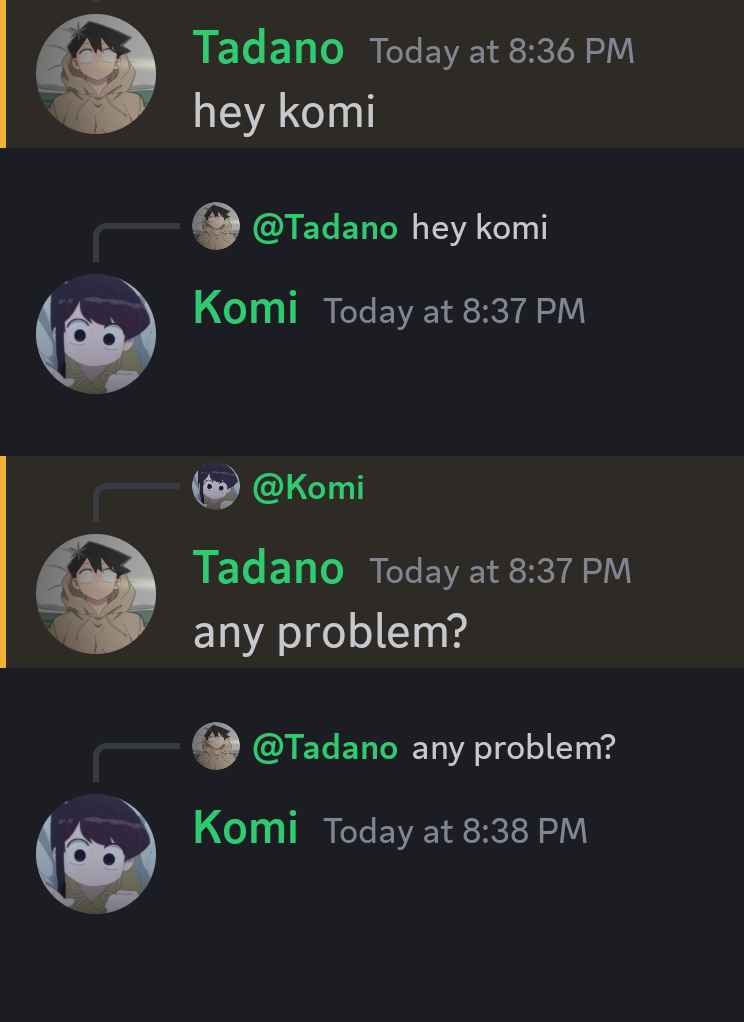 Tadano Today at 8:36 PM
hey komi
@Tadano hey komi
Komi Today at 8:37 PM
@Komi
Tadano Today at 8:37 PM
any problem?
@Tadano any problem?
Komi Today at 8:38 PM